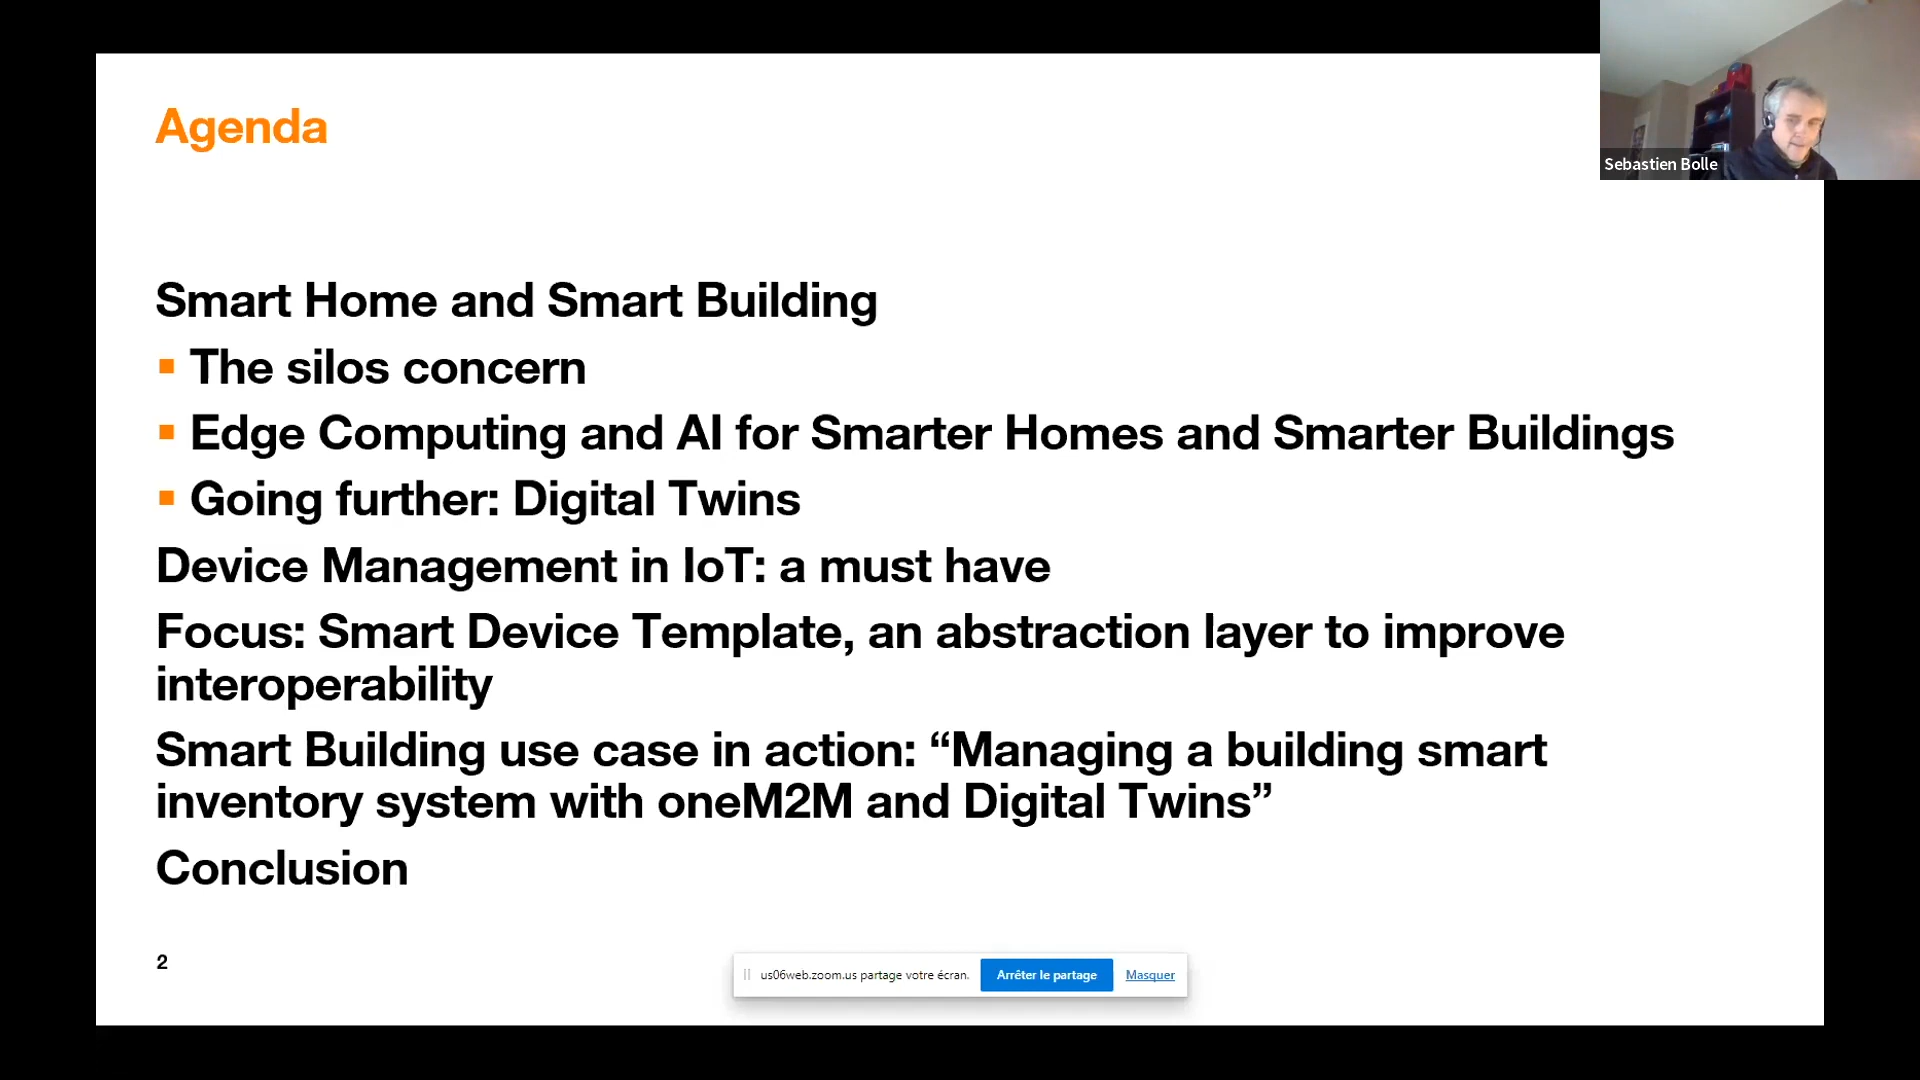 Sebastien Bolle
Agenda
Smart Home and Smart Building
▪ The silos concern
▪ Edge Computing and AI for Smarter Homes and Smarter Buildings
▪ Going further: Digital Twins
Device Management in IoT: a must have
Focus: Smart Device Template, an abstraction layer to improve
interoperability
Smart Building use case in action: “Managing a building smart
inventory system with oneM2M and Digital Twins”
Conclusion
2
us06web.zoom.us partage votre écran.
Arrêter le partage
Masquer